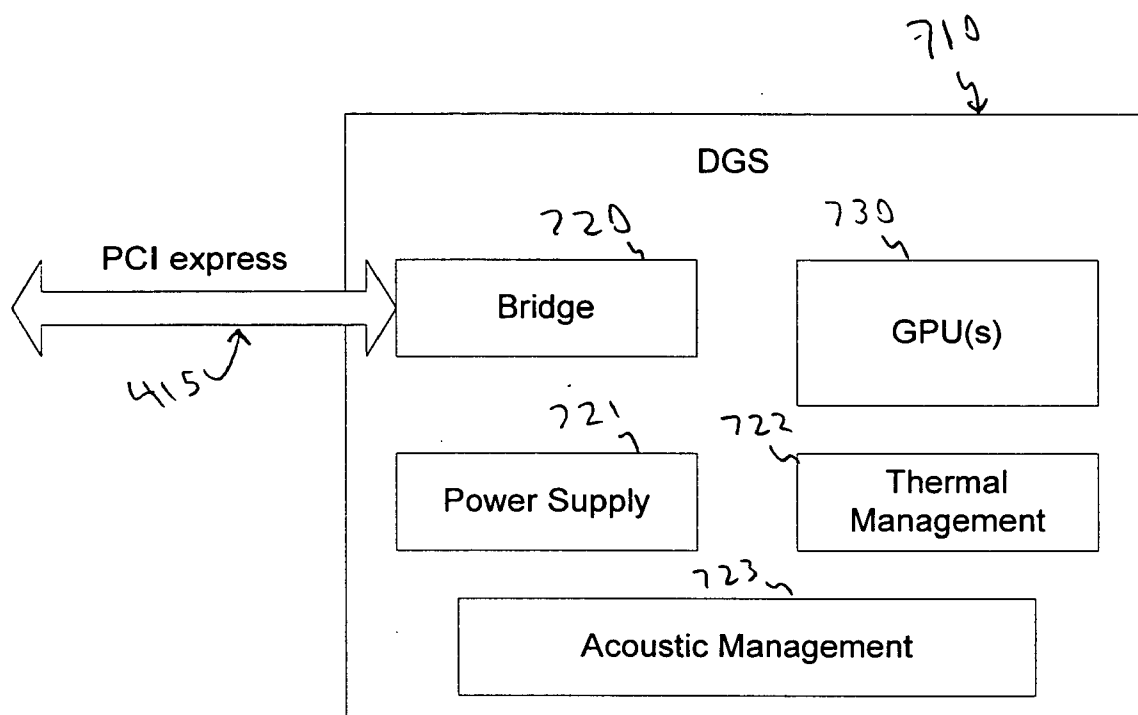 710
DGS
720
730
PCI express
Bridge
GPU(s)
415
721
722
Power Supply
Thermal
Management
723
Acoustic Management